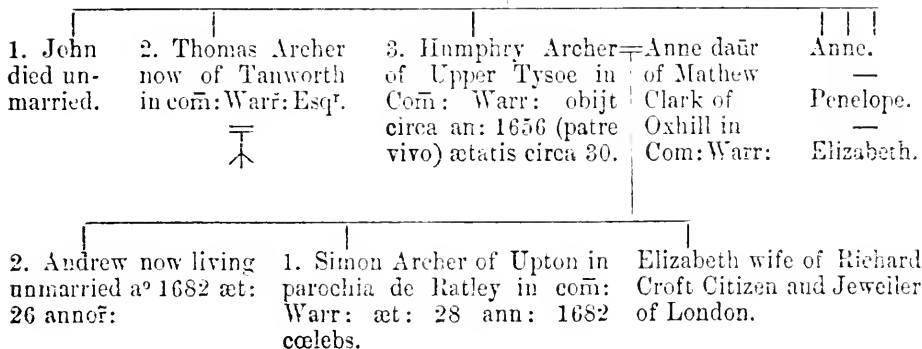 1. John
died un-
married.
2. Thomas Archer
now of Tanworth
in com̄: Warr̃: Esqʳ.
3. Humphry Archer
of Upper Tysoe in
Com̄: Warr: obijt
circa an: 1656 (patre
vivo) ætatis circa 30.
Anne daūr
of Mathew
Clark of
Oxhill in
Com: Warr:
Anne.
—
Penelope.
—
Elizabeth.
2. Andrew now living
unmarried aº 1682 æt:
26 annor̃:
1. Simon Archer of Upton in
parochia de Ratley in com̄:
Warr: æt: 28 ann: 1682
cœlebs.
Elizabeth wife of Richard
Croft Citizen and Jeweller
of London.